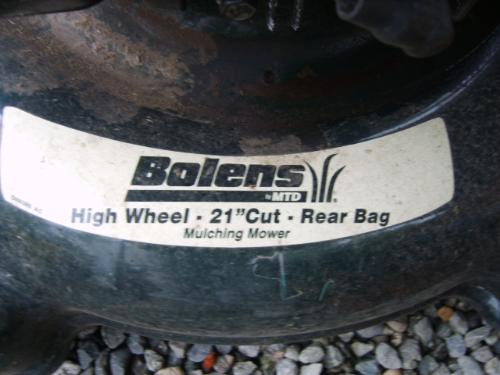 Bolens
by MTD
High Wheel · 21" Cut · Rear Bag
Mulching Mower